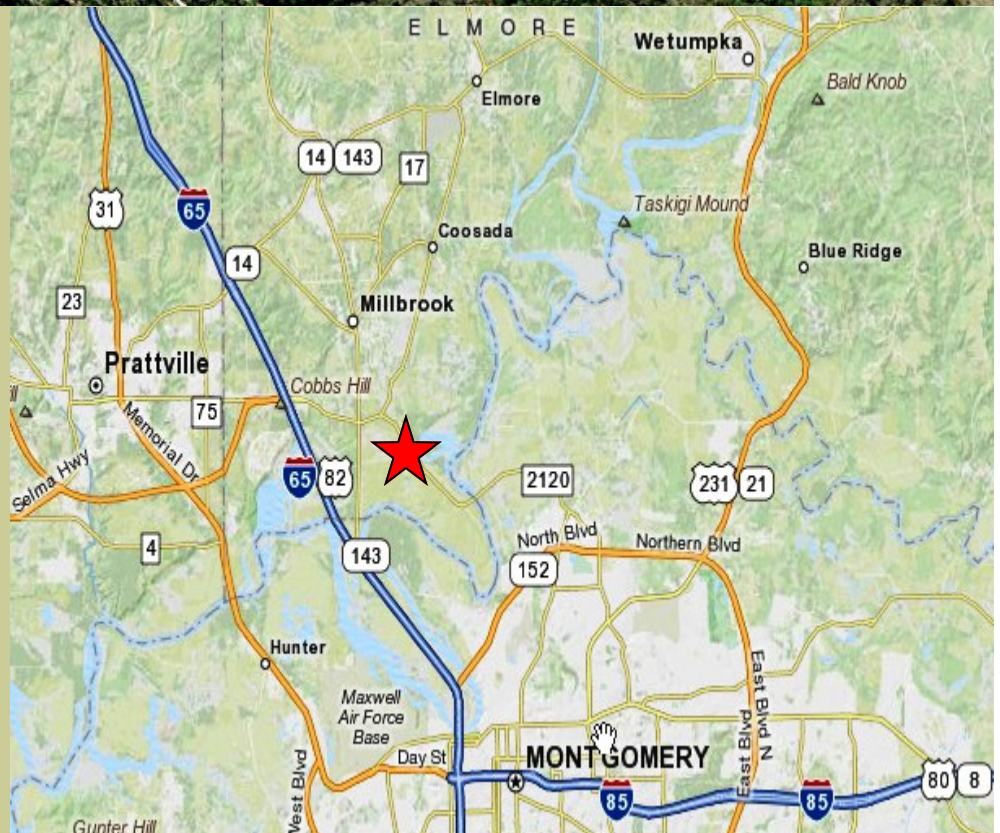 ELMORE
Wetumpka
Bald Knob
Elmore
14
143
17
31
65
Taskigi Mound
Coosada
Blue Ridge
14
23
Millbrook
Prattville
Cobbs Hill
75
Memorial Dr
Selma Hwy
65
82
2120
231
21
4
143
North Blvd
Northern Blvd
152
Hunter
East Blvd N
Maxwell
Air Force
Base
East Blvd
Day St
MONTGOMERY
West Blvd
85
85
80
8
Gunter Hill